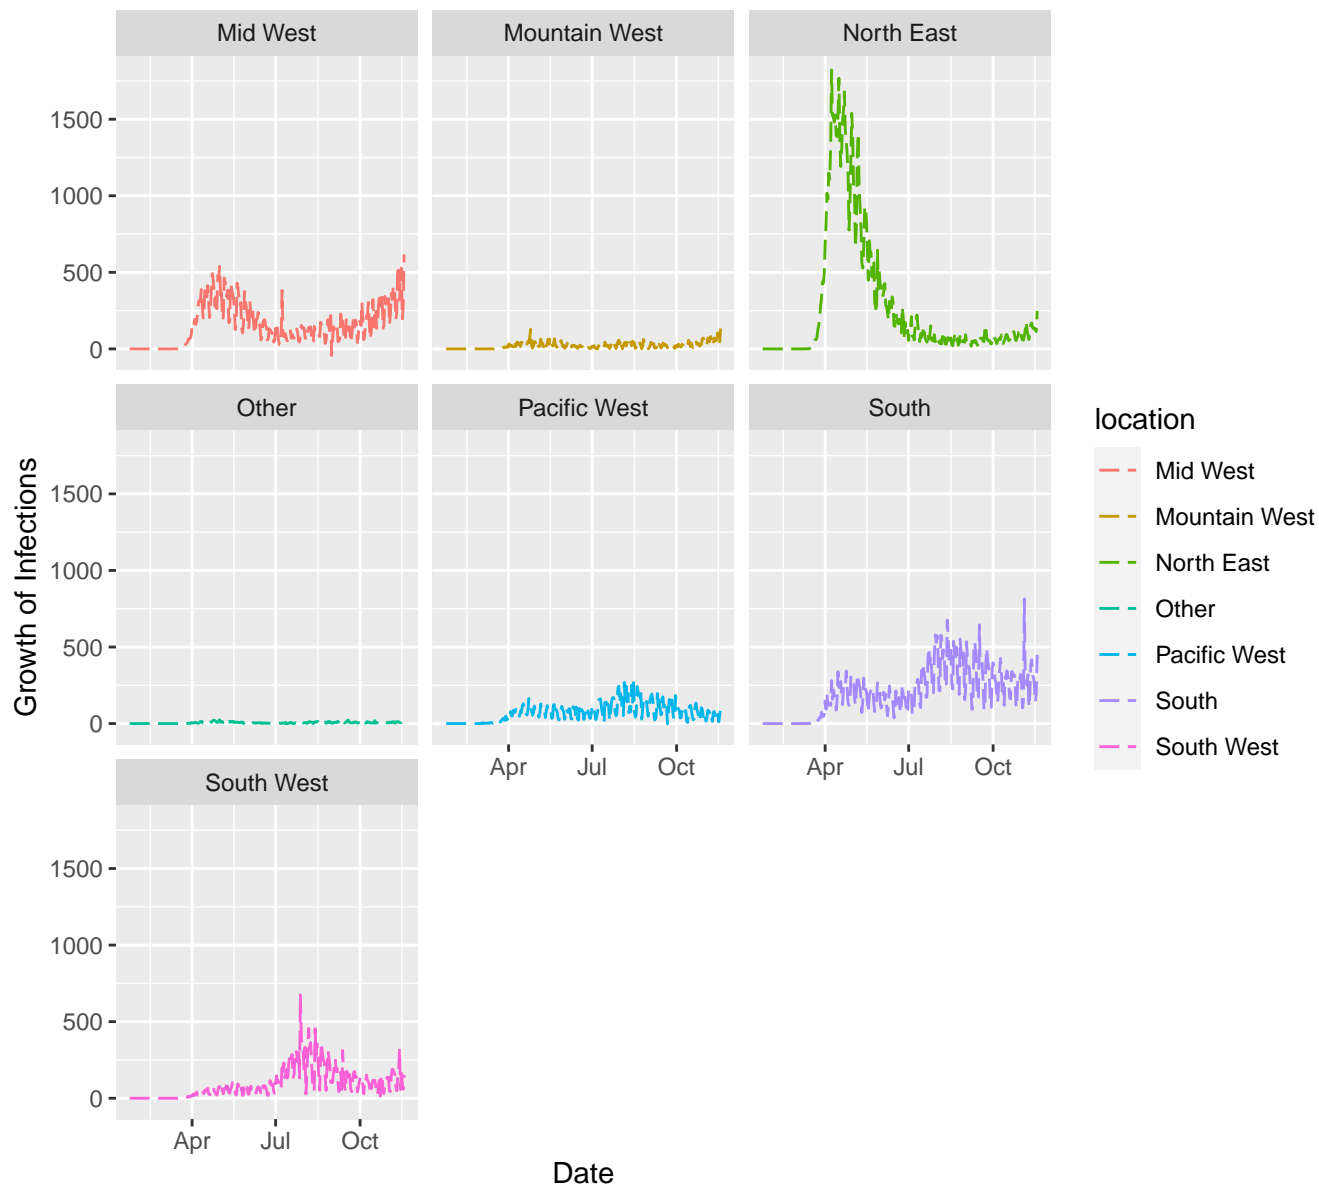 Mid West
Mountain West
North East
1500
1000
500
0
Other
Pacific West
South
1500
1000
500
0
Apr
Jul
Oct
Apr
Jul
Oct
South West
1500
1000
500
0
Apr
Jul
Oct
Growth of Infections
Date
location
Mid West
Mountain West
North East
Other
Pacific West
South
South West